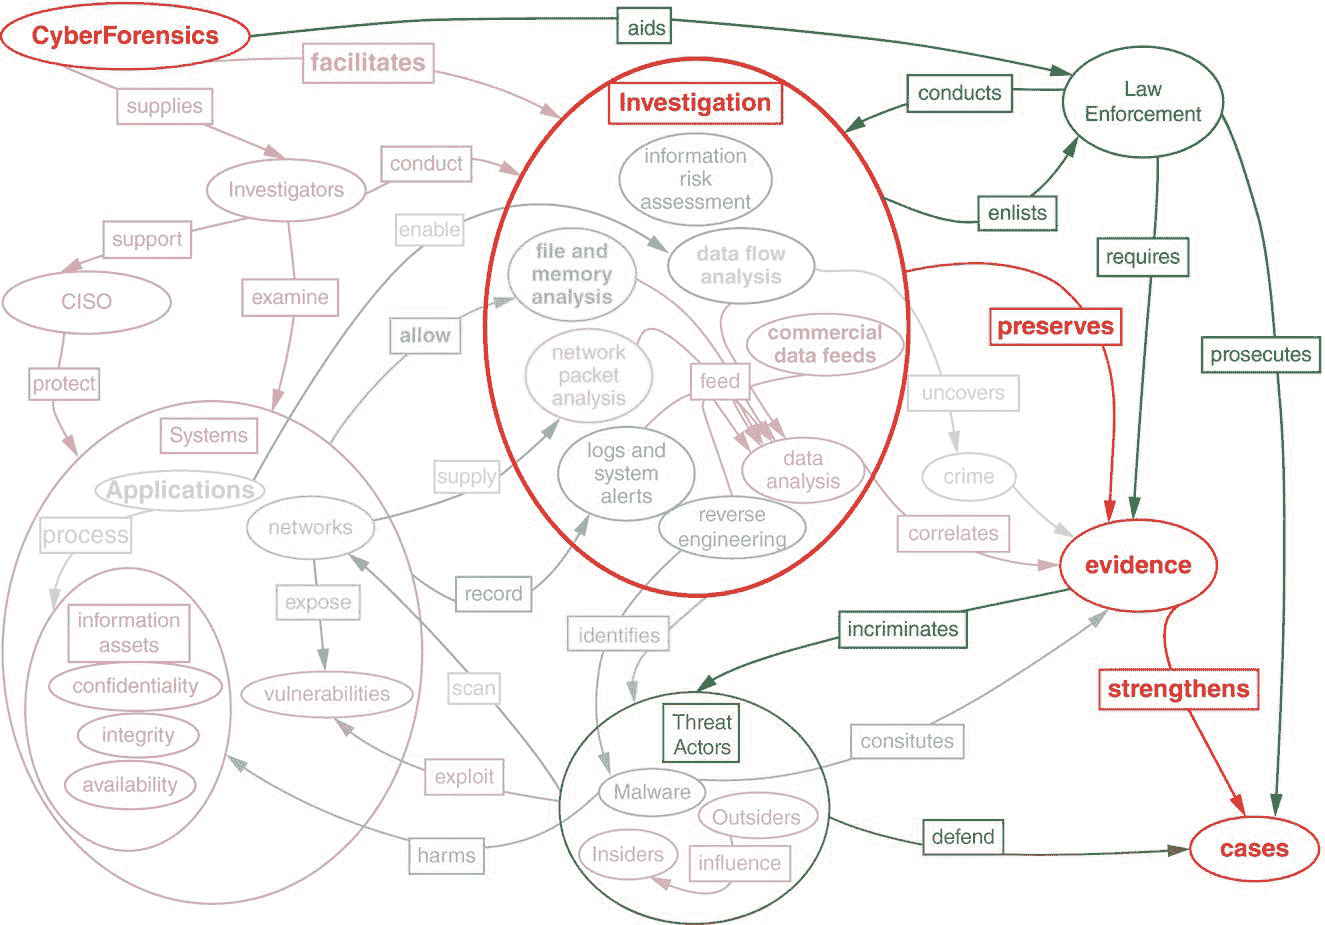 CyberForensics
aids
facilitates
supplies
Investigation
conducts
Law
Enforcement
information
risk
assessment
conduct
Investigators
enlists
support
enable
file and
memory
analysis
data flow
analysis
requires
CISO
examine
allow
preserves
commercial
data feeds
network
packet
analysis
prosecutes
protect
feed
uncovers
Systems
logs and
system
alerts
data
analysis
supply
crime
Applications
networks
reverse
engineering
process
correlates
evidence
expose
record
information
assets
identifies
incriminates
confidentiality
vulnerabilities
scan
strengthens
integrity
Threat
Actors
consitutes
availability
exploit
Malware
Outsiders
harms
Insiders
influence
defend
cases